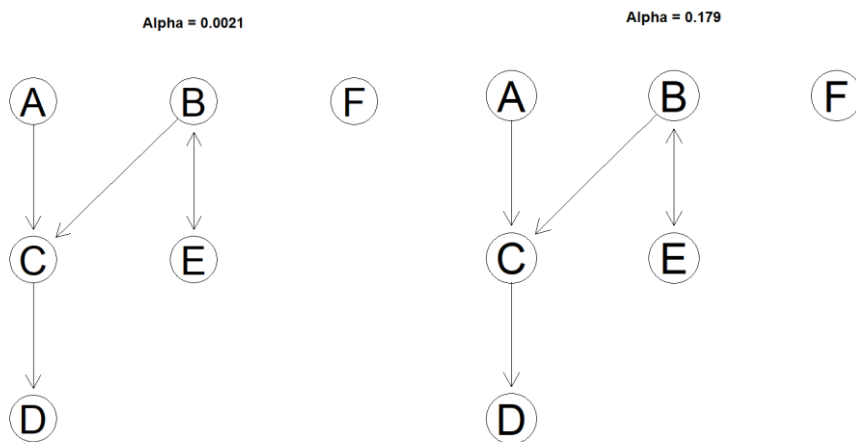 Alpha = 0.0021
A B F
C E
D
Alpha = 0.179
A B F
C E
D